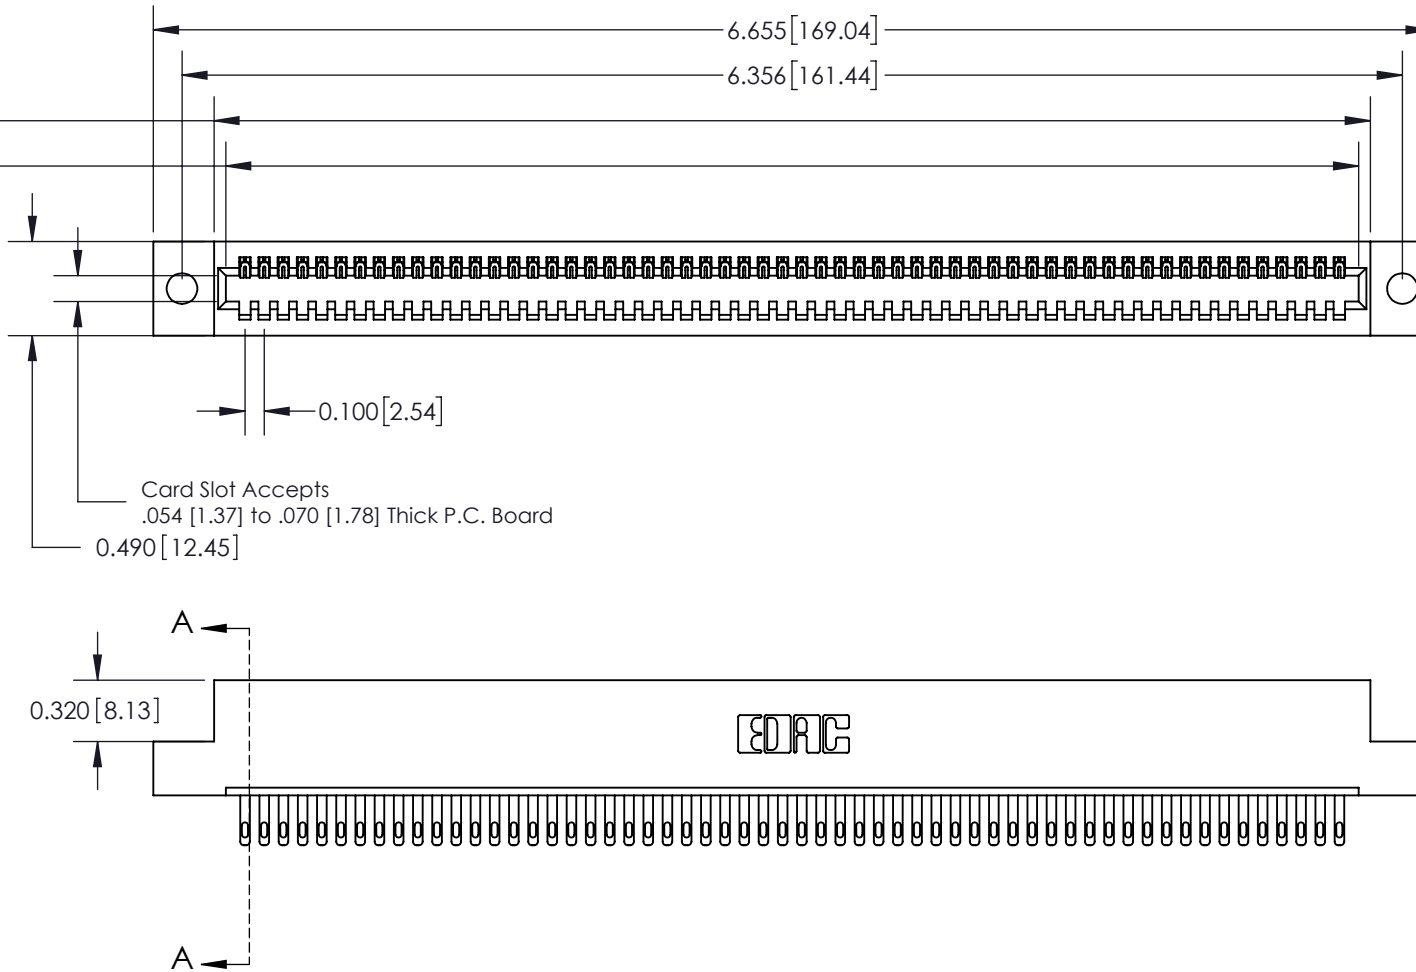 6.655[169.04]
6.356[161.44]
0.100[2.54]
Card Slot Accepts
.054 [1.37] to .070 [1.78] Thick P.C. Board
0.490[12.45]
A
0.320[8.13]
EDAC
A